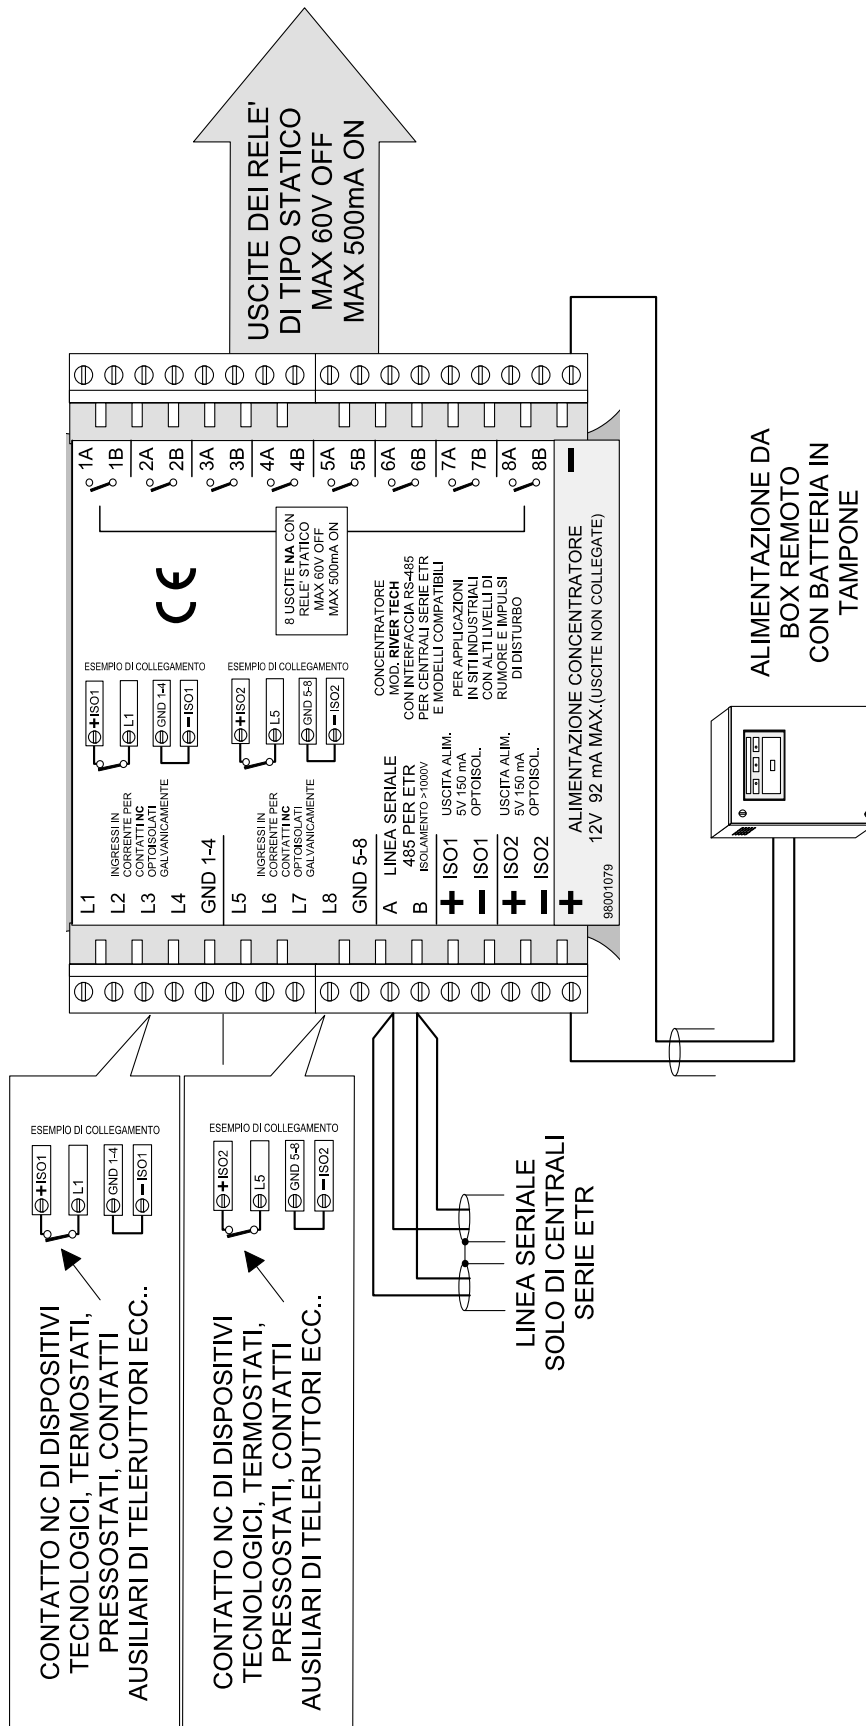 USCITE DEI RELE'
DI TIPO STATICO
MAX 60V OFF
MAX 500mA ON
1A
1B
2A
2B
3A
3B
4A
4B
5A
5B
6A
6B
7A
7B
8A
8B
8 USCITE NA CON
RELE' STATICO
MAX 60V OFF
MAX 500mA ON
CE
ESEMPIO DI COLLEGAMENTO
+ISO1
L1
GND 1-4
-ISO1
ESEMPIO DI COLLEGAMENTO
+ISO2
L5
GND 5-8
-ISO2
CONCENTRATORE
MOD. RIVER TECH
CON INTERFACCIA RS-485
PER CENTRALI SERIE ETR
E MODELLI COMPATIBILI
PER APPLICAZIONI
IN SITI INDUSTRIALI
CON ALTI LIVELLI DI
RUMORE E IMPULSI
DI DISTURBO
L1
L2
L3
L4
GND 1-4
INGRESSI IN
CORRENTE PER
CONTATTI NC
OPTOISOLATI
GALVANICAMENTE
L5
L6
L7
L8
GND 5-8
INGRESSI IN
CORRENTE PER
CONTATTI NC
OPTOISOLATI
GALVANICAMENTE
A
B
LINEA SERIALE
485 PER ETR
ISOLAMENTO >1000V
+ ISO1
- ISO1
USCITA ALIM.
5V 150 mA
OPTOISOL.
+ ISO2
- ISO2
USCITA ALIM.
5V 150 mA
OPTOISOL.
+
-
ALIMENTAZIONE CONCENTRATORE
12V 92 mA MAX.(USCITE NON COLLEGATE)
98001079
ALIMENTAZIONE DA
BOX REMOTO
CON BATTERIA IN
TAMPONE
ESEMPIO DI COLLEGAMENTO
+ISO1
L1
GND 1-4
-ISO1
CONTATTO NC DI DISPOSITIVI
TECNOLOGICI, TERMOSTATI,
PRESSOSTATI, CONTATTI
AUSILIARI DI TELERUTTORI ECC..
ESEMPIO DI COLLEGAMENTO
+ISO2
L5
GND 5-8
-ISO2
CONTATTO NC DI DISPOSITIVI
TECNOLOGICI, TERMOSTATI,
PRESSOSTATI, CONTATTI
AUSILIARI DI TELERUTTORI ECC..
LINEA SERIALE
SOLO DI CENTRALI
SERIE ETR